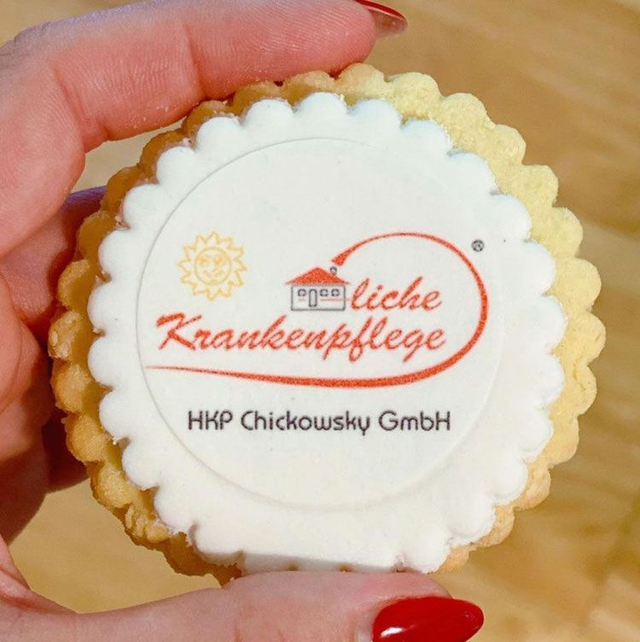 ®
liche
Krankenpflege
HKP Chickowsky GmbH